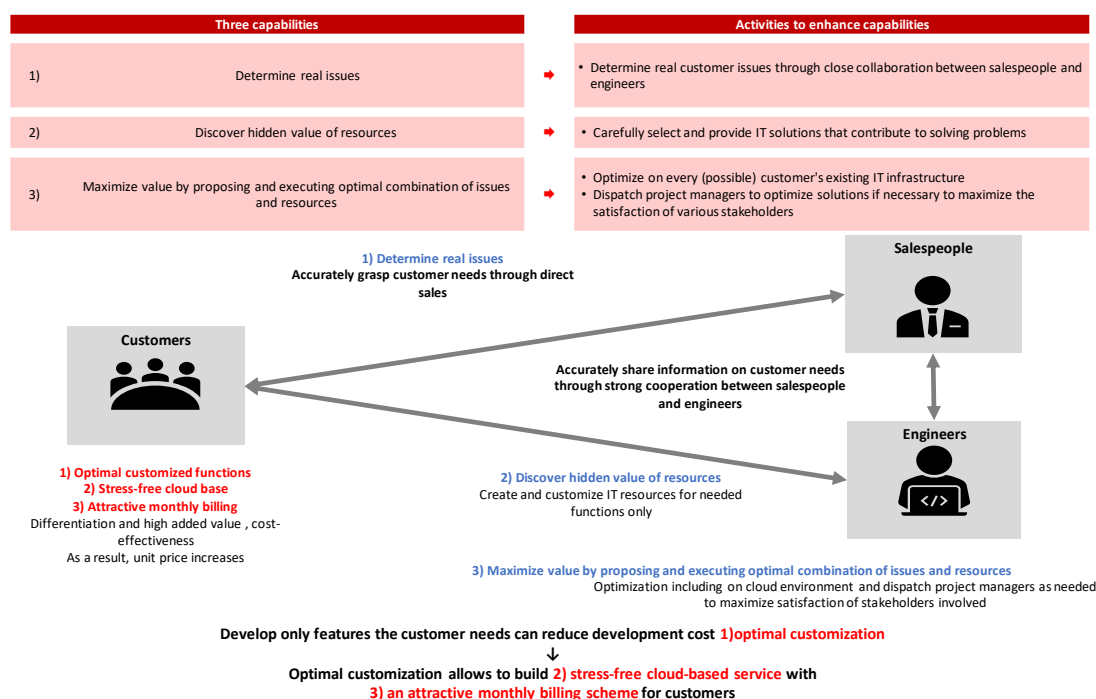 Three capabilities
Activities to enhance capabilities
1)
Determine real issues
• Determine real customer issues through close collaboration between salespeople and
engineers
2)
Discover hidden value of resources
• Carefully select and provide IT solutions that contribute to solving problems
3)
Maximize value by proposing and executing optimal combination of issues
and resources
• Optimize on every (possible) customer's existing IT infrastructure
• Dispatch project managers to optimize solutions if necessary to maximize the
satisfaction of various stakeholders
Salespeople
1) Determine real issues
Accurately grasp customer needs through direct
sales
Customers
Accurately share information on customer needs
through strong cooperation between salespeople
and engineers
Engineers
</>
1) Optimal customized functions
2) Stress-free cloud base
3) Attractive monthly billing
Differentiation and high added value , cost-
effectiveness
As a result, unit price increases
2) Discover hidden value of resources
Create and customize IT resources for needed
functions only
3) Maximize value by proposing and executing optimal combination of issues and resources
Optimization including on cloud environment and dispatch project managers as needed
to maximize satisfaction of stakeholders involved
Develop only features the customer needs can reduce development cost 1)optimal customization
↓
Optimal customization allows to build 2) stress-free cloud-based service with
3) an attractive monthly billing scheme for customers